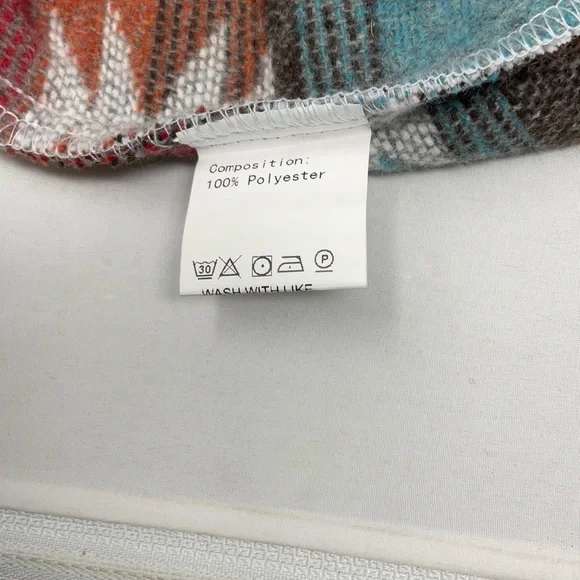 Composition:
100% Polyester
30 P
WASH WITH LIKE